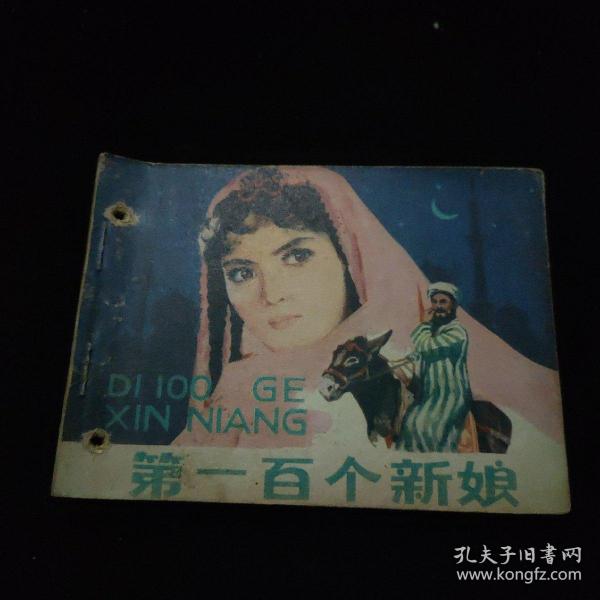 DI 100 GE
XIN NIANG
第一百个新娘
孔夫子旧书网
www.kongfz.com